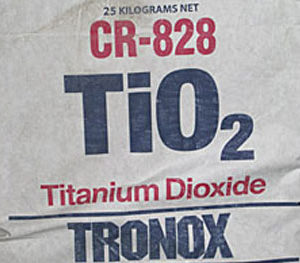 25 KILOGRAMS NET
CR-828
TiO2
Titanium Dioxide
TRONOX